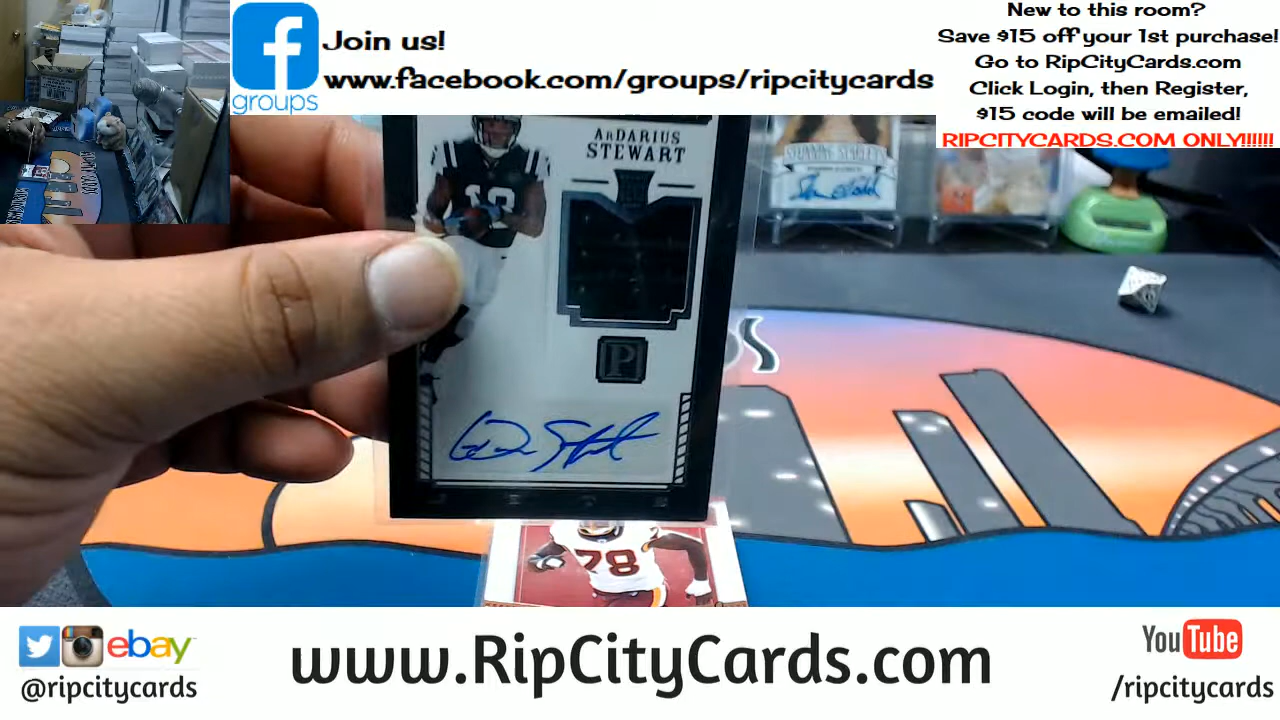 Join us!
www.facebook.com/groups/ripcitycards
groups
New to this room?
Save $15 off your 1st purchase!
Go to RipCityCards.com
Click Login, then Register,
$15 code will be emailed!
RIPCITYCARDS.COM ONLY!!!!!!
ARDARIUS
STEWART
18
P
J E T S
78
ebay
@ripcitycards
www.RipCityCards.com
YouTube
/ripcitycards